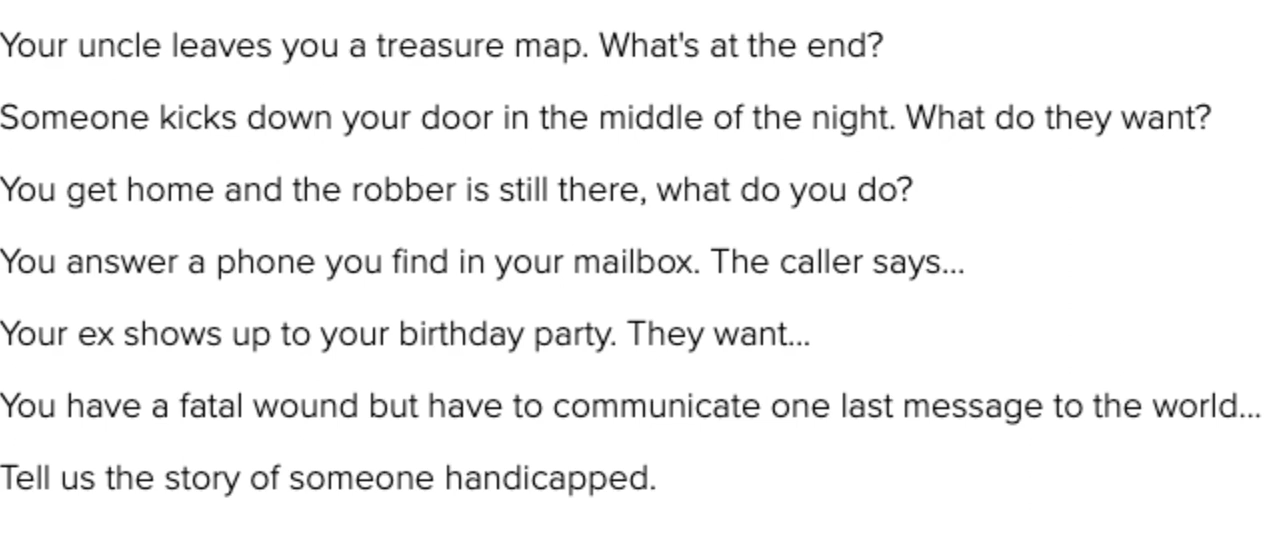 Your uncle leaves you a treasure map. What's at the end?
Someone kicks down your door in the middle of the night. What do they want?
You get home and the robber is still there, what do you do?
You answer a phone you find in your mailbox. The caller says...
Your ex shows up to your birthday party. They want...
You have a fatal wound but have to communicate one last message to the world...
Tell us the story of someone handicapped.